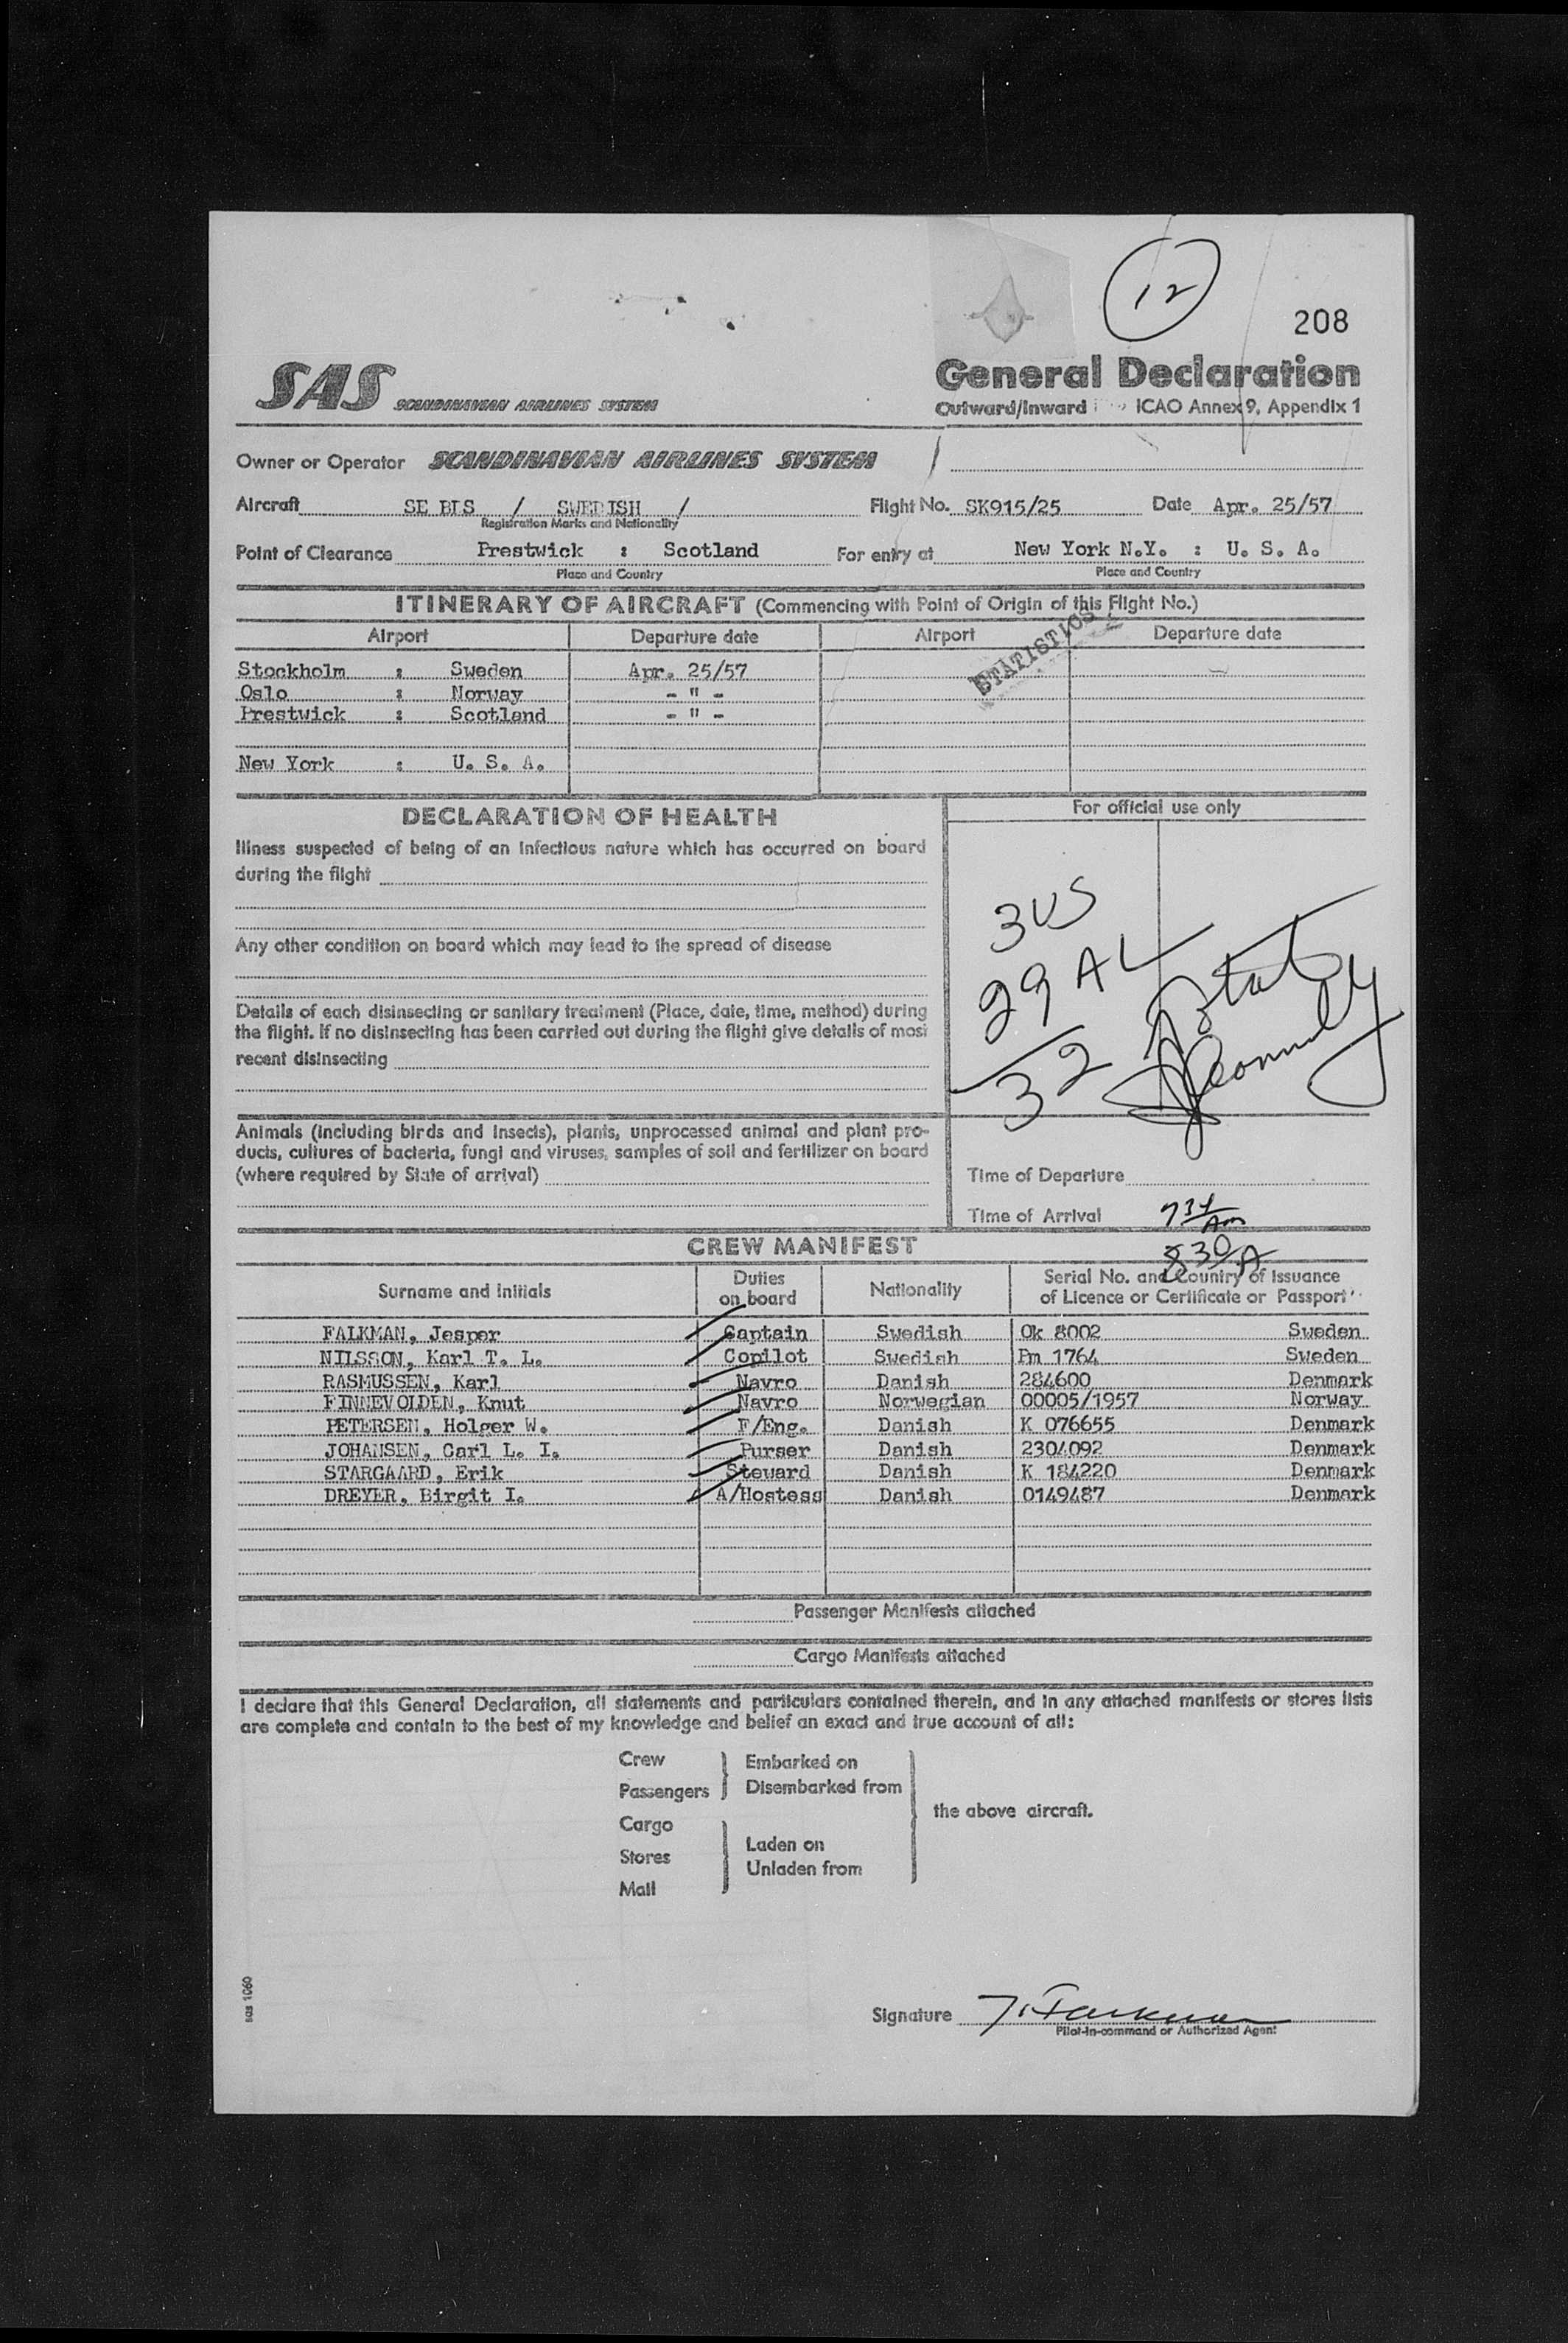 12
208
SAS SCANDINAVIAN AIRLINES SYSTEM
General Declaration
Outward/Inward ICAO Annex 9, Appendix 1
Owner or Operator SCANDINAVIAN AIRLINES SYSTEM
Aircraft SE BLS / SWEDISH / Flight No. SK915/25 Date Apr. 25/57
Registration Marks and Nationality
Point of Clearance Prestwick : Scotland For entry at New York N.Y. : U. S. A.
Place and Country Place and Country
ITINERARY OF AIRCRAFT (Commencing with Point of Origin of this Flight No.)
Airport Departure date Airport Departure date
STATISTICS
Stockholm : Sweden Apr. 25/57
Oslo : Norway - " -
Prestwick : Scotland - " -
New York : U. S. A.
DECLARATION OF HEALTH
Illness suspected of being of an infectious nature which has occurred on board
during the flight
Any other condition on board which may lead to the spread of disease
Details of each disinsecting or sanitary treatment (Place, date, time, method) during
the flight. If no disinsecting has been carried out during the flight give details of most
recent disinsecting
Animals (including birds and insects), plants, unprocessed animal and plant pro-
ducts, cultures of bacteria, fungi and viruses, samples of soil and fertilizer on board
(where required by State of arrival)
For official use only
3 US
29 AL
32
Time of Departure
Time of Arrival 734 Am
830 A
CREW MANIFEST
Surname and Initials Duties on board Nationality Serial No. and Country of Issuance of Licence or Certificate or Passport
FALKMAN, Jesper Captain Swedish Ok 8002 Sweden
NILSSON, Karl T. L. Copilot Swedish Pm 1764 Sweden
RASMUSSEN, Karl Navro Danish 284600 Denmark
FINNEVOLDEN, Knut Navro Norwegian 00005/1957 Norway
PETERSEN, Holger W. F/Eng. Danish K 076655 Denmark
JOHANSEN, Carl L. I. Purser Danish 2304092 Denmark
STARGAARD, Erik Steward Danish K 184220 Denmark
DREYER, Birgit I. A/Hostess Danish 0149487 Denmark
Passenger Manifests attached
Cargo Manifests attached
I declare that this General Declaration, all statements and particulars contained therein, and in any attached manifests or stores lists
are complete and contain to the best of my knowledge and belief an exact and true account of all:
Crew
Passengers
Embarked on
Disembarked from
the above aircraft.
Cargo
Stores
Mail
Laden on
Unladen from
sas 1060
Signature J. Falkman
Pilot-in-command or Authorized Agent